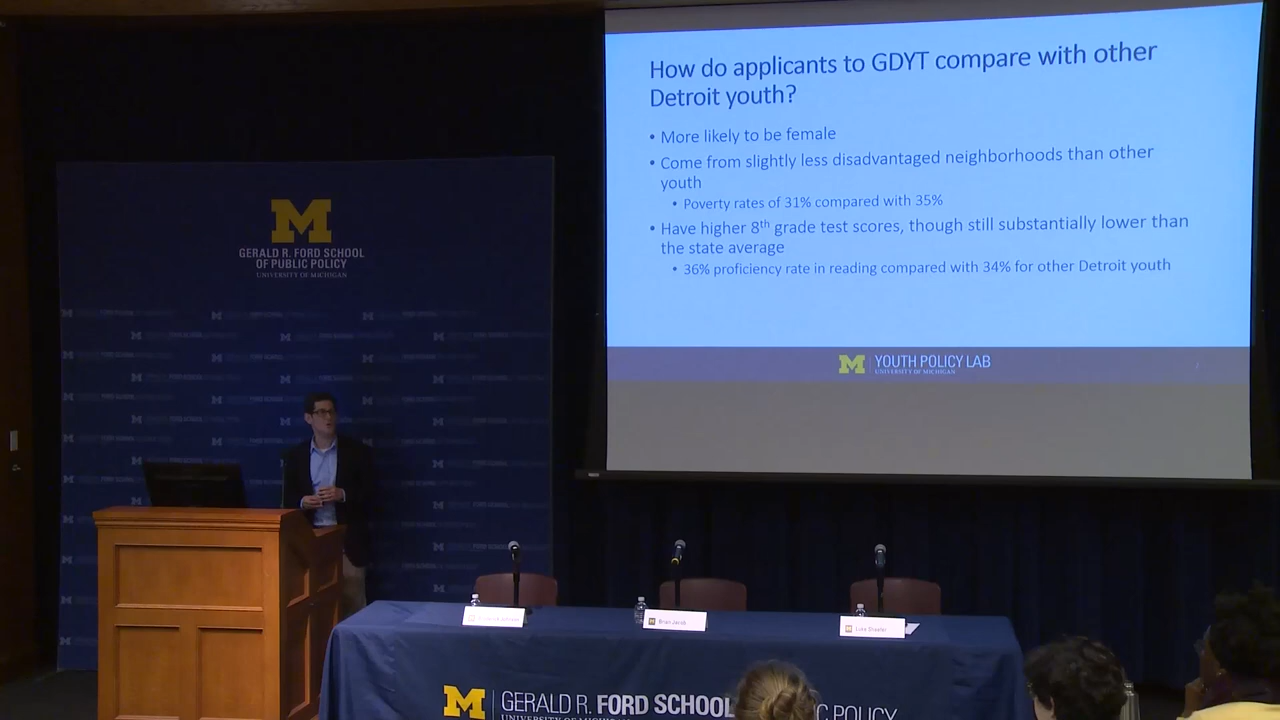 How do applicants to GDYT compare with other
Detroit youth?
• More likely to be female
• Come from slightly less disadvantaged neighborhoods than other
youth
• Poverty rates of 31% compared with 35%
• Have higher 8th grade test scores, though still substantially lower than
the state average
• 36% proficiency rate in reading compared with 34% for other Detroit youth
M YOUTH POLICY LAB
UNIVERSITY OF MICHIGAN
M
GERALD R. FORD SCHOOL
OF PUBLIC POLICY
UNIVERSITY OF MICHIGAN
Brian Jacob
Luke Shaefer
M GERALD R. FORD SCHOOL
POLICY